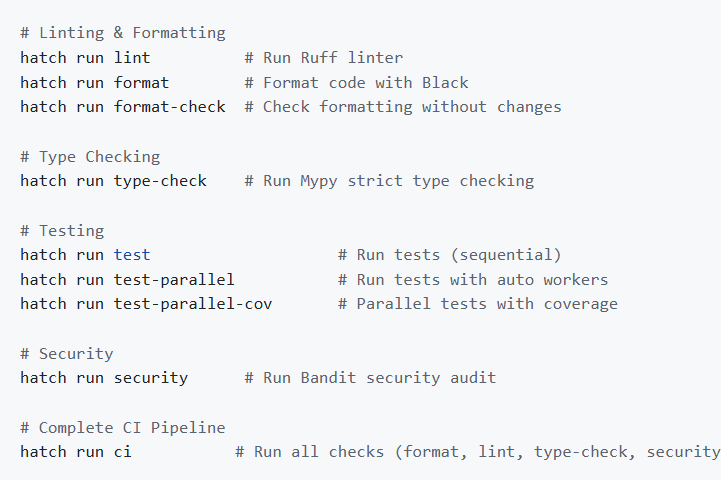 # Linting & Formatting
hatch run lint          # Run Ruff linter
hatch run format        # Format code with Black
hatch run format-check  # Check formatting without changes

# Type Checking
hatch run type-check    # Run Mypy strict type checking

# Testing
hatch run test                    # Run tests (sequential)
hatch run test-parallel           # Run tests with auto workers
hatch run test-parallel-cov       # Parallel tests with coverage

# Security
hatch run security      # Run Bandit security audit

# Complete CI Pipeline
hatch run ci           # Run all checks (format, lint, type-check, security